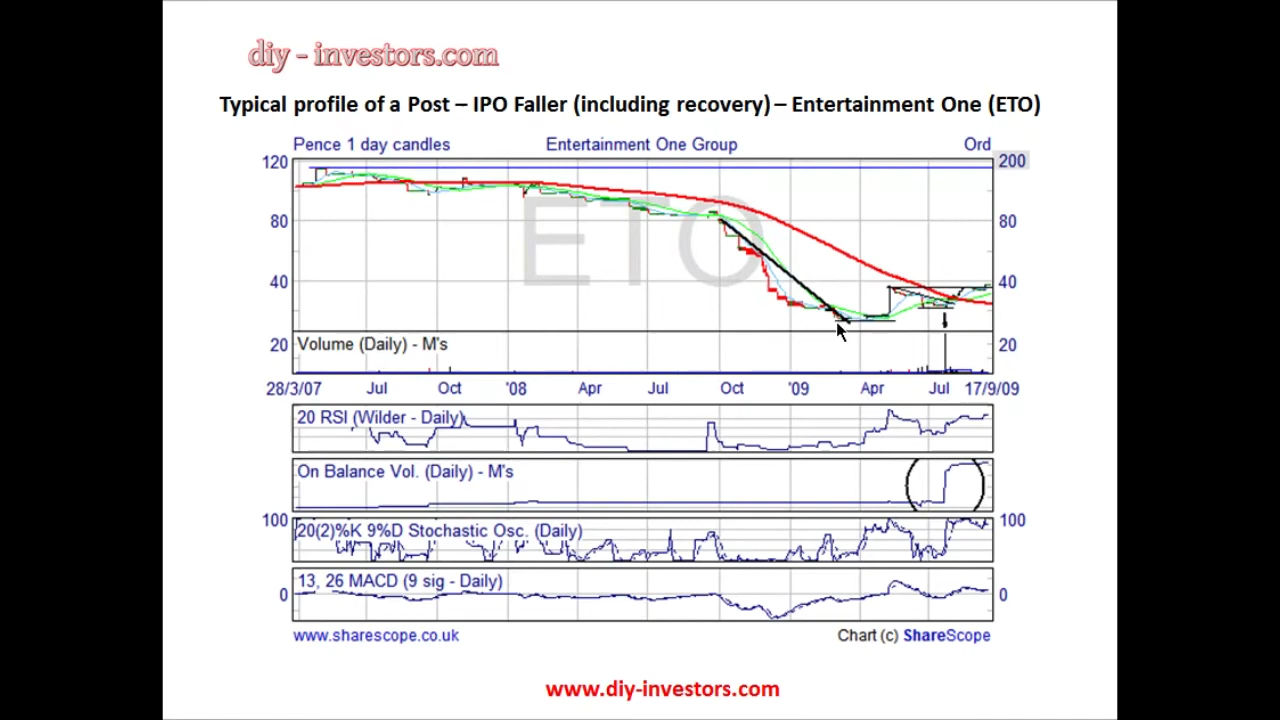 diy - investors.com
Typical profile of a Post – IPO Faller (including recovery) – Entertainment One (ETO)
Pence 1 day candles Entertainment One Group Ord
120 200
ETO
80 80
40 40
20 Volume (Daily) - M's 20
28/3/07 Jul Oct '08 Apr Jul Oct '09 Apr Jul 17/9/09
20 RSI (Wilder - Daily)
On Balance Vol. (Daily) - M's
100 20(2)%K 9%D Stochastic Osc. (Daily) 100
13, 26 MACD (9 sig - Daily)
0 0
www.sharescope.co.uk Chart (c) ShareScope
www.diy-investors.com